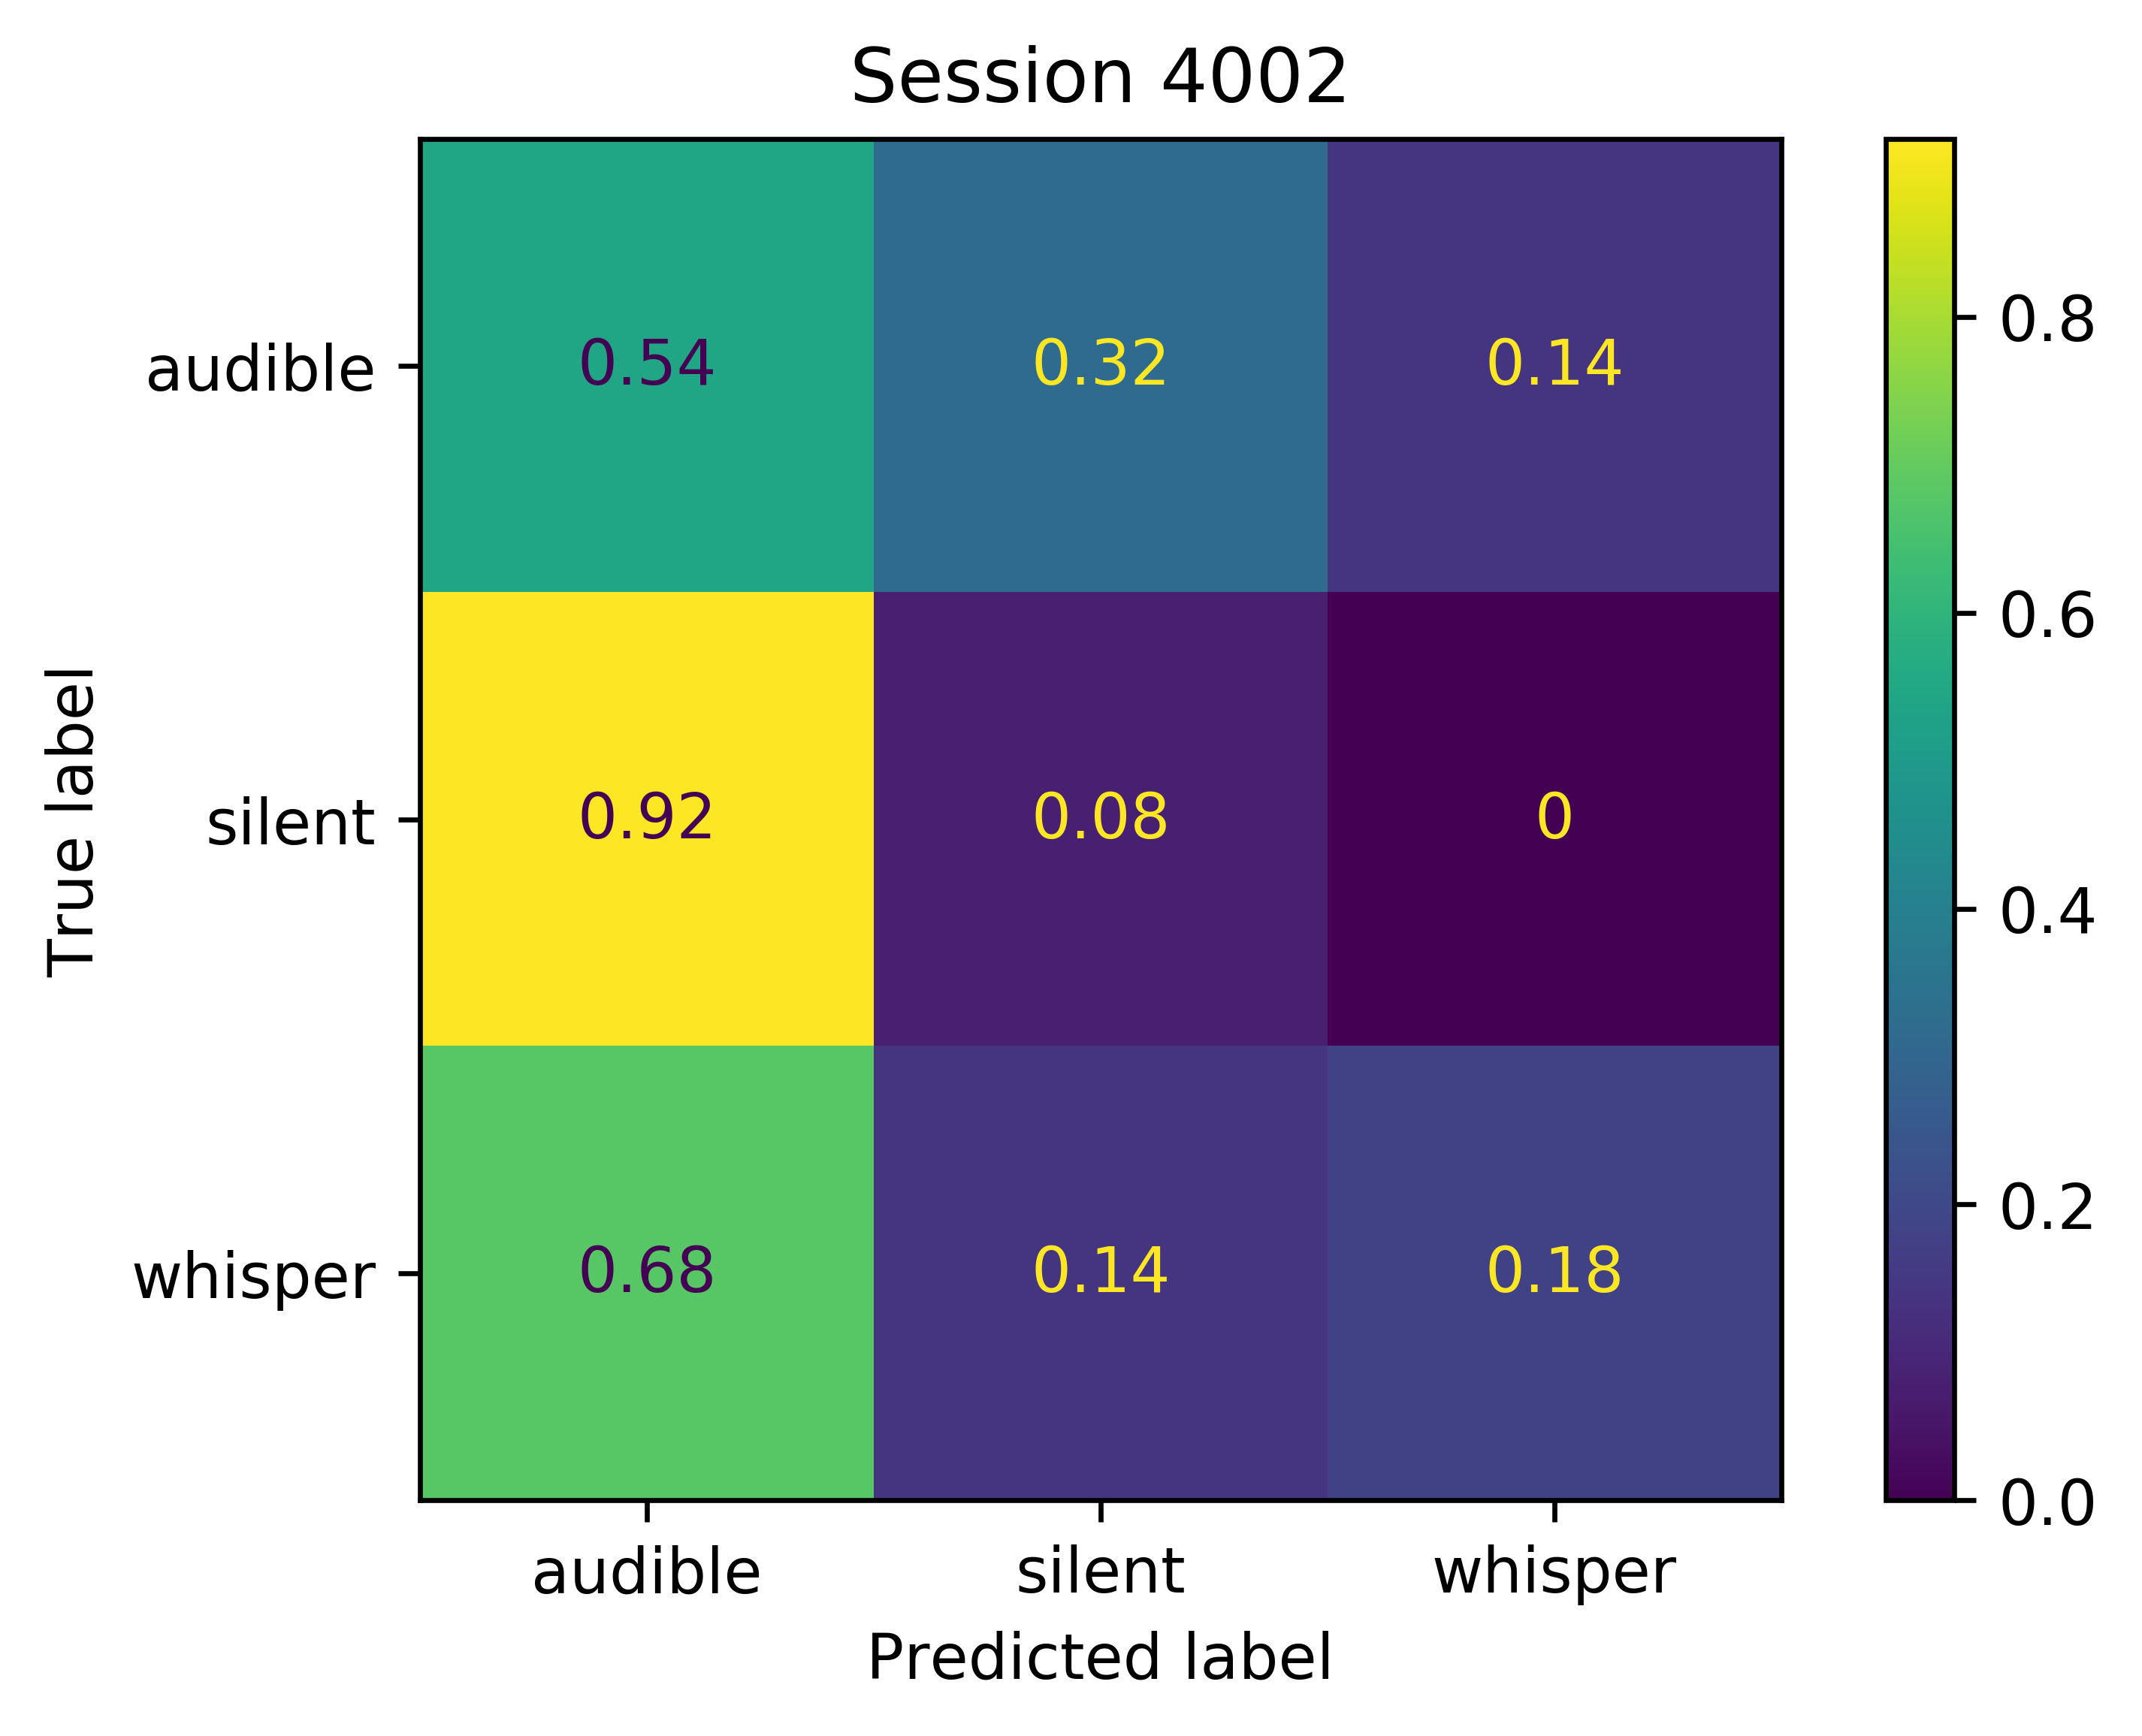 Session 4002
True label
audible
0.54 0.32 0.14
silent
0.92 0.08 0
whisper
0.68 0.14 0.18
audible silent whisper
Predicted label
0.8
0.6
0.4
0.2
0.0